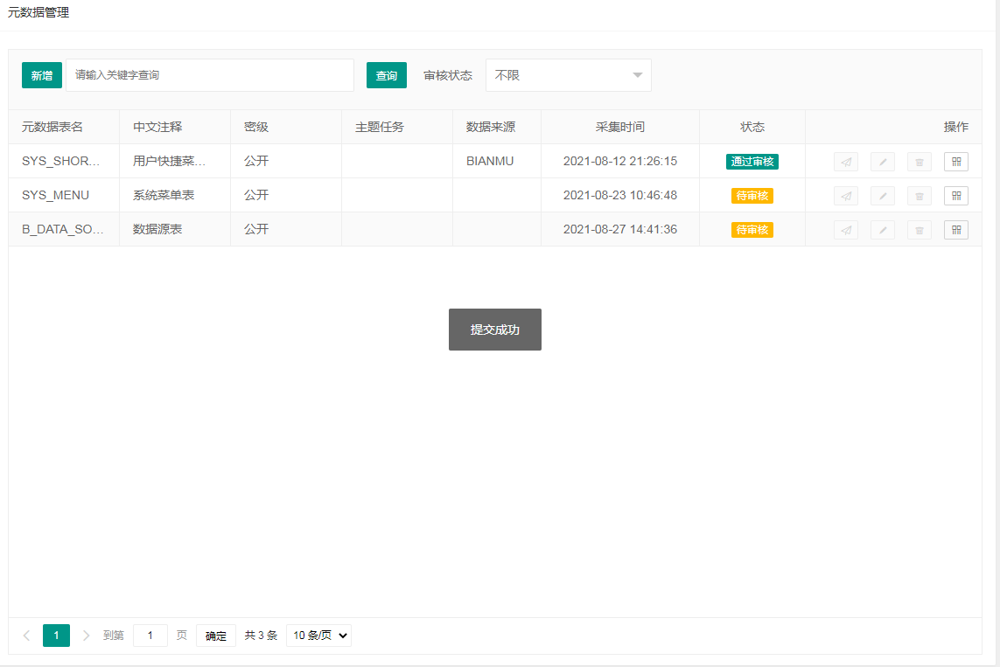 元数据管理
新增 请输入关键字查询 查询 审核状态 不限
元数据表名 中文注释 密级 主题任务 数据来源 采集时间 状态 操作
SYS_SHOR... 用户快捷菜... 公开 BIANMU 2021-08-12 21:26:15 通过审核
SYS_MENU 系统菜单表 公开 2021-08-23 10:46:48 待审核
B_DATA_SO... 数据源表 公开 2021-08-27 14:41:36 待审核
提交成功
1 到第 1 页 确定 共 3 条 10 条/页